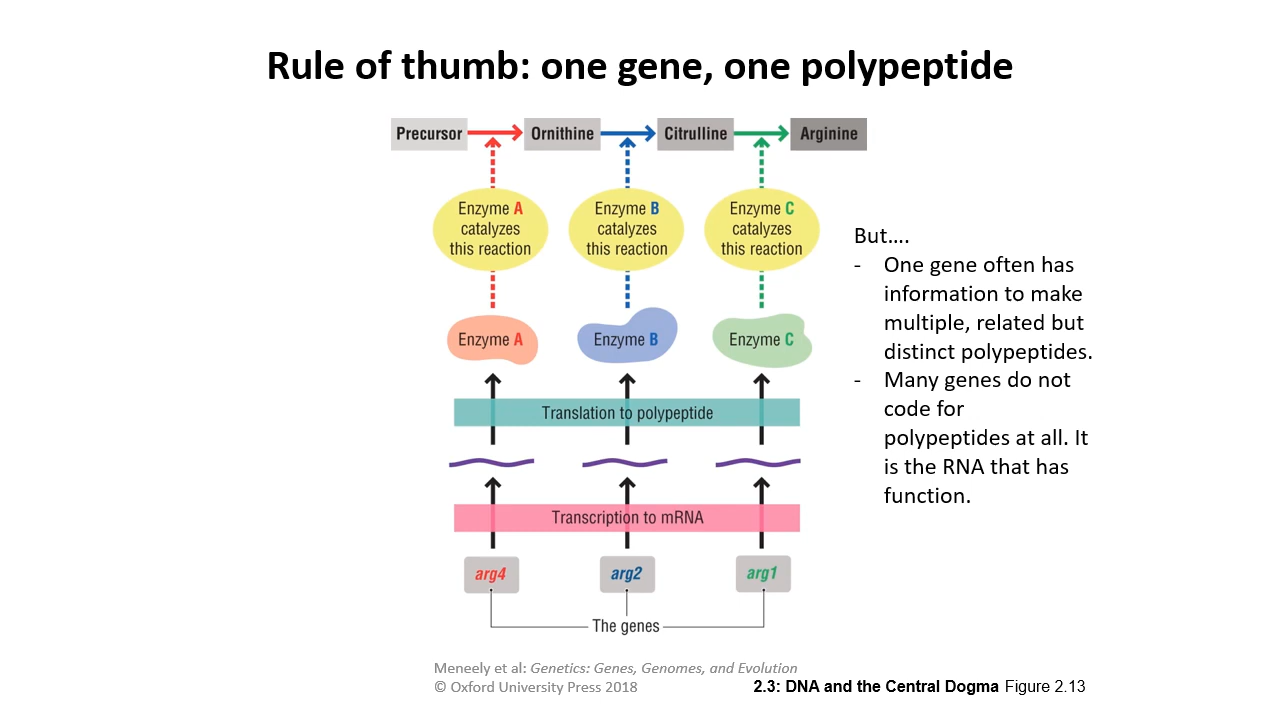 Rule of thumb: one gene, one polypeptide
Precursor
Ornithine
Citrulline
Arginine
Enzyme A
catalyzes
this reaction
Enzyme B
catalyzes
this reaction
Enzyme C
catalyzes
this reaction
Enzyme A
Enzyme B
Enzyme C
Translation to polypeptide
Transcription to mRNA
arg4
arg2
arg1
The genes
But....
- One gene often has
information to make
multiple, related but
distinct polypeptides.
- Many genes do not
code for
polypeptides at all. It
is the RNA that has
function.
Meneely et al: Genetics: Genes, Genomes, and Evolution
© Oxford University Press 2018
2.3: DNA and the Central Dogma Figure 2.13